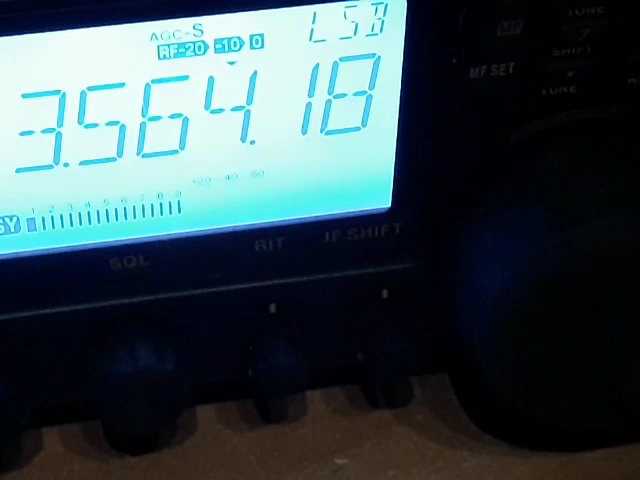 LSB
AGC-S
RF-20 -10 0
3.564.18
+20 40 60
1 2 3 4 5 6 7 8 9
SQL
RIT
IF SHIFT
MF
MF SET
TUNE
SHIFT
TUNE